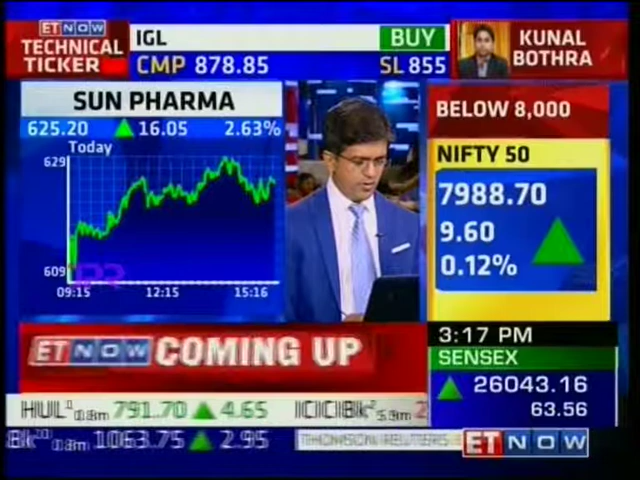 ET NOW
TECHNICAL
TICKER
IGL
BUY
CMP 878.85
SL 855
KUNAL
BOTHRA
SUN PHARMA
625.20 16.05 2.63%
Today
629
609
09:15 12:15 15:16
BELOW 8,000
NIFTY 50
7988.70
9.60
0.12%
ET NOW COMING UP
3:17 PM
SENSEX
26043.16
63.56
HUL 0.8m 791.70 4.65 ICICIBk 5.9m
Bk 0.8m 1063.75 2.95
ET NOW